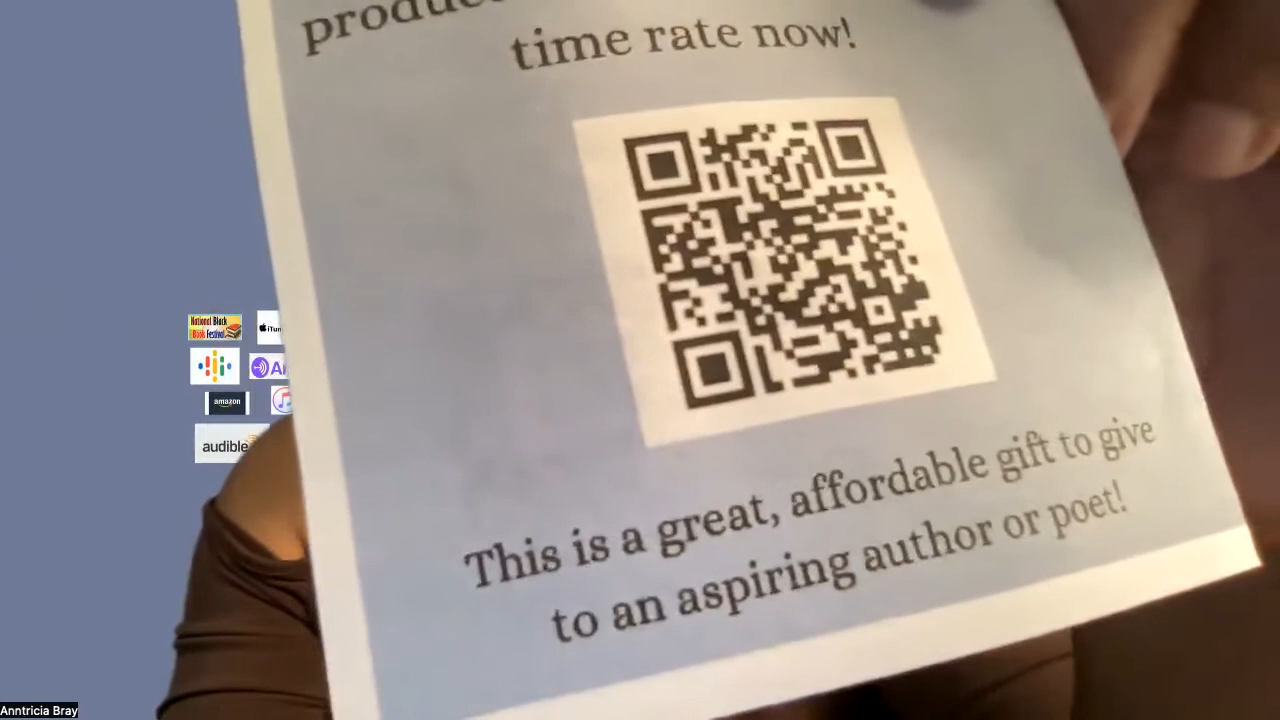 time rate now!
This is a great, affordable gift to give
to an aspiring author or poet!
National Black
Book Festival
amazon
audible
Anntricia Bray